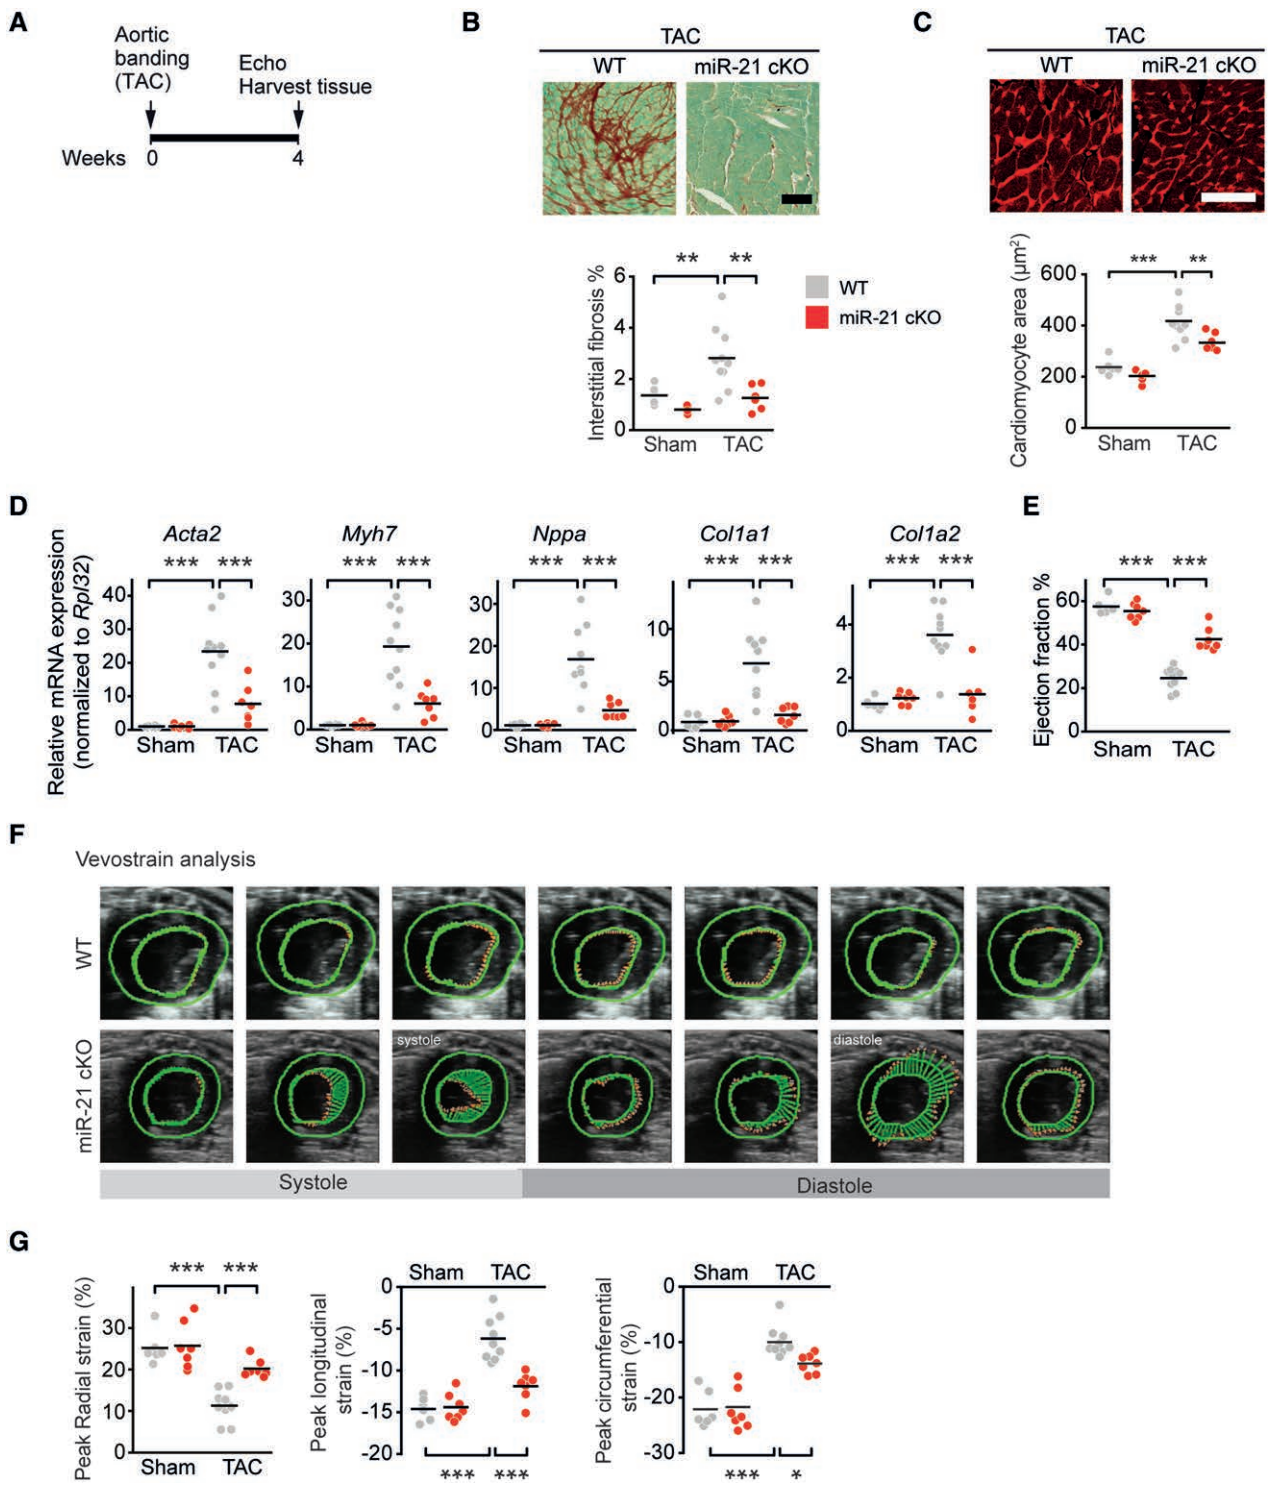 A
Aortic
banding
(TAC)
Echo
Harvest tissue
Weeks 0 4
B
TAC
WT miR-21 cKO
** **
Interstitial fibrosis %
6
4
2
0
Sham TAC
WT
miR-21 cKO
C
TAC
WT miR-21 cKO
*** **
Cardiomyocyte area (µm²)
600
400
200
0
Sham TAC
D
Relative mRNA expression
(normalized to Rpl32)
Acta2
*** ***
40
30
20
10
0
Sham TAC
Myh7
*** ***
30
20
10
0
Sham TAC
Nppa
*** ***
30
20
10
0
Sham TAC
Col1a1
*** ***
10
5
0
Sham TAC
Col1a2
*** ***
4
2
0
Sham TAC
E
*** ***
Ejection fraction %
60
40
20
0
Sham TAC
F
Vevostrain analysis
WT
miR-21 cKO
systole
diastole
Systole Diastole
G
*** ***
Peak Radial strain (%)
30
20
10
0
Sham TAC
Sham TAC
Peak longitudinal
strain (%)
0
-5
-10
-15
-20
*** ***
Sham TAC
Peak circumferential
strain (%)
0
-10
-20
-30
*** *